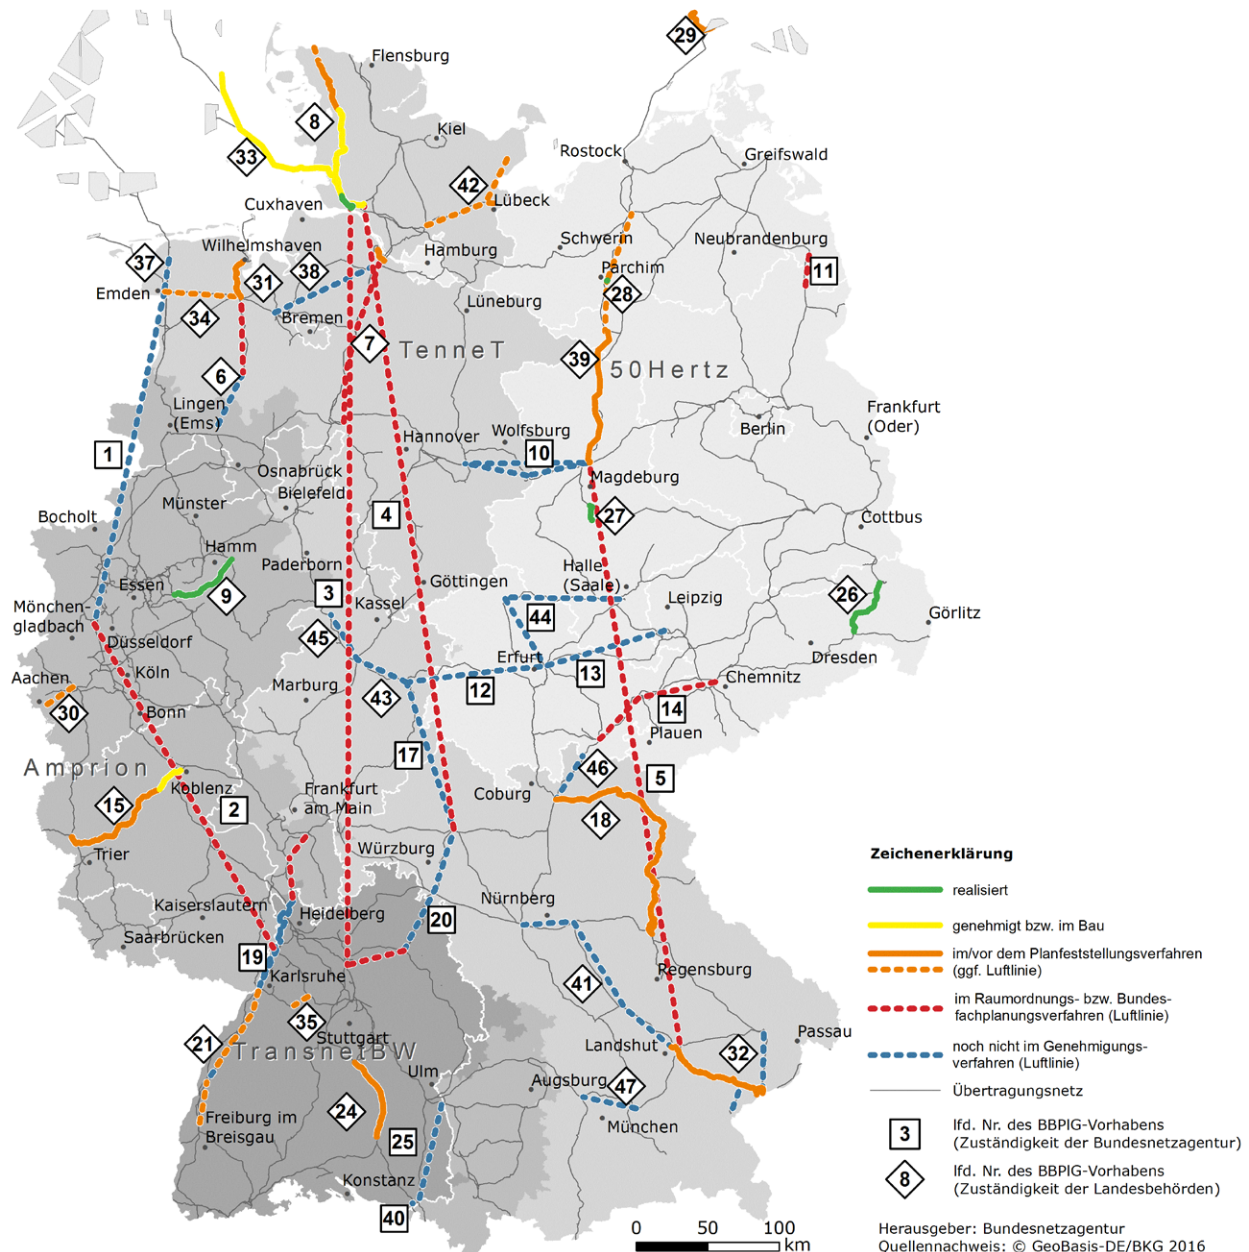 29
Flensburg
8
Kiel
33
Rostock
Greifswald
42
Cuxhaven
Lübeck
Wilhelmshaven
Hamburg
Schwerin
Neubrandenburg
37
31
38
Parchim
11
Emden
28
34
Bremen
Lüneburg
7
TenneT
39
50Hertz
6
Lingen
(Ems)
Frankfurt
(Oder)
Berlin
1
Hannover
Wolfsburg
10
Osnabrück
Magdeburg
Bielefeld
Münster
4
27
Bocholt
Cottbus
Hamm
Paderborn
Halle
(Saale)
Essen
9
3
Göttingen
26
Leipzig
Mönchen-
gladbach
Kassel
44
Görlitz
Düsseldorf
45
Erfurt
Dresden
Aachen
Köln
Marburg
43
12
13
Chemnitz
30
Bonn
14
Plauen
17
Amprion
46
5
Koblenz
Frankfurt
am Main
Coburg
15
2
18
Trier
Würzburg
Zeichenerklärung
realisiert
Kaiserslautern
Heidelberg
Nürnberg
20
genehmigt bzw. im Bau
Saarbrücken
19
im/vor dem Planfeststellungsverfahren
(ggf. Luftlinie)
Karlsruhe
Regensburg
41
im Raumordnungs- bzw. Bundes-
fachplanungsverfahren (Luftlinie)
35
Stuttgart
21
TransnetBW
Landshut
32
Passau
noch nicht im Genehmigungs-
verfahren (Luftlinie)
Ulm
Augsburg
47
Übertragungsnetz
24
München
Freiburg im
Breisgau
25
3
lfd. Nr. des BBPlG-Vorhabens
(Zuständigkeit der Bundesnetzagentur)
Konstanz
8
lfd. Nr. des BBPlG-Vorhabens
(Zuständigkeit der Landesbehörden)
40
0 50 100
km
Herausgeber: Bundesnetzagentur
Quellennachweis: © GeoBasis-DE/BKG 2016